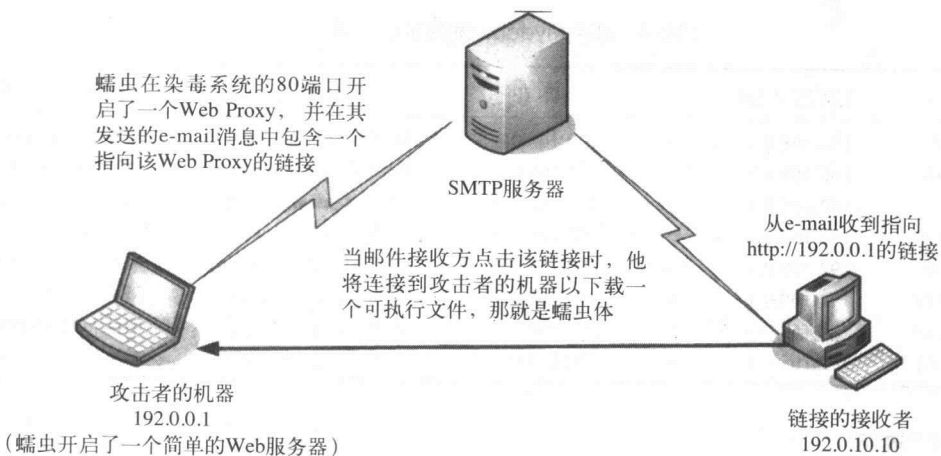 蠕虫在染毒系统的80端口开
启了一个Web Proxy，并在其
发送的e-mail消息中包含一个
指向该Web Proxy的链接
SMTP服务器
从e-mail收到指向
http://192.0.0.1的链接
当邮件接收方点击该链接时，他
将连接到攻击者的机器以下载一
个可执行文件，那就是蠕虫体
攻击者的机器
192.0.0.1
（蠕虫开启了一个简单的Web服务器）
链接的接收者
192.0.10.10